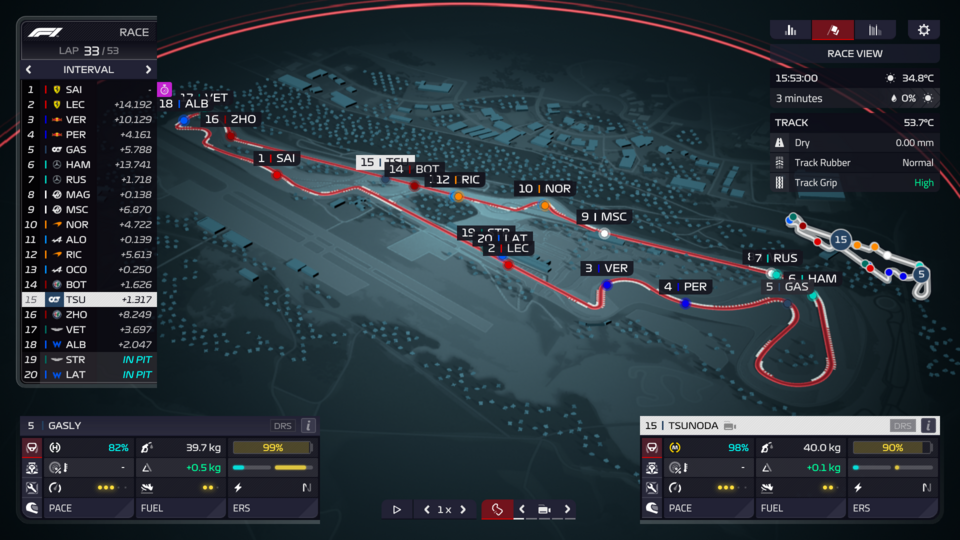 F1 RACE
LAP 33/53
INTERVAL
1 SAI -
2 LEC +14.192
3 VER +10.129
4 PER +4.161
5 GAS +5.788
6 HAM +13.741
7 RUS +1.718
8 MAG +0.138
9 MSC +6.870
10 NOR +4.722
11 ALO +0.139
12 RIC +5.613
13 OCO +0.250
14 BOT +1.626
15 TSU +1.317
16 ZHO +8.249
17 VET +3.697
18 ALB +2.047
19 STR IN PIT
20 LAT IN PIT
17 VET
18 ALB
16 ZHO
1 SAI
15 TSU
14 BOT
12 RIC
10 NOR
9 MSC
19 STR
20 LAT
2 LEC
3 VER
4 PER
7 RUS
6 HAM
5 GAS
RACE VIEW
15:53:00 34.8°C
3 minutes 0%
TRACK 53.7°C
Dry 0.00 mm
Track Rubber Normal
Track Grip High
15
5
5 GASLY DRS i
H 82% 39.7 kg 99%
- +0.5 kg
N
PACE FUEL ERS
1x
15 TSUNODA DRS i
M 98% 40.0 kg 90%
- +0.1 kg
N
PACE FUEL ERS